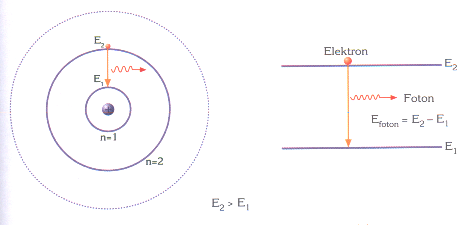 E2
E1
n=1
n=2
E2 > E1
Elektron
E2
Foton
Efoton = E2 – E1
E1